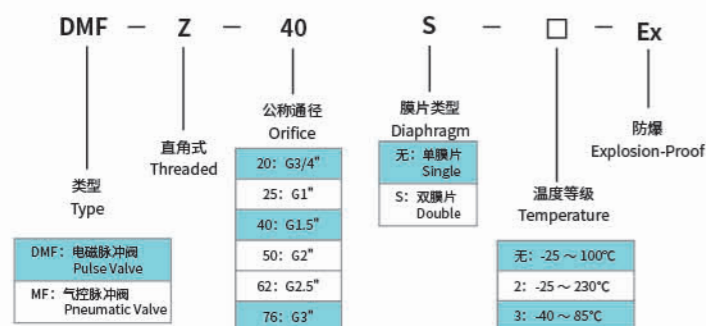 DMF — Z — 40 S — □ — Ex
类型
Type
DMF：电磁脉冲阀
Pulse Valve
MF：气控脉冲阀
Pneumatic Valve
直角式
Threaded
公称通径
Orifice
20：G3/4"
25：G1"
40：G1.5"
50：G2"
62：G2.5"
76：G3"
膜片类型
Diaphragm
无：单膜片
Single
S：双膜片
Double
温度等级
Temperature
无：-25～100℃
2：-25～230℃
3：-40～85℃
防爆
Explosion-Proof